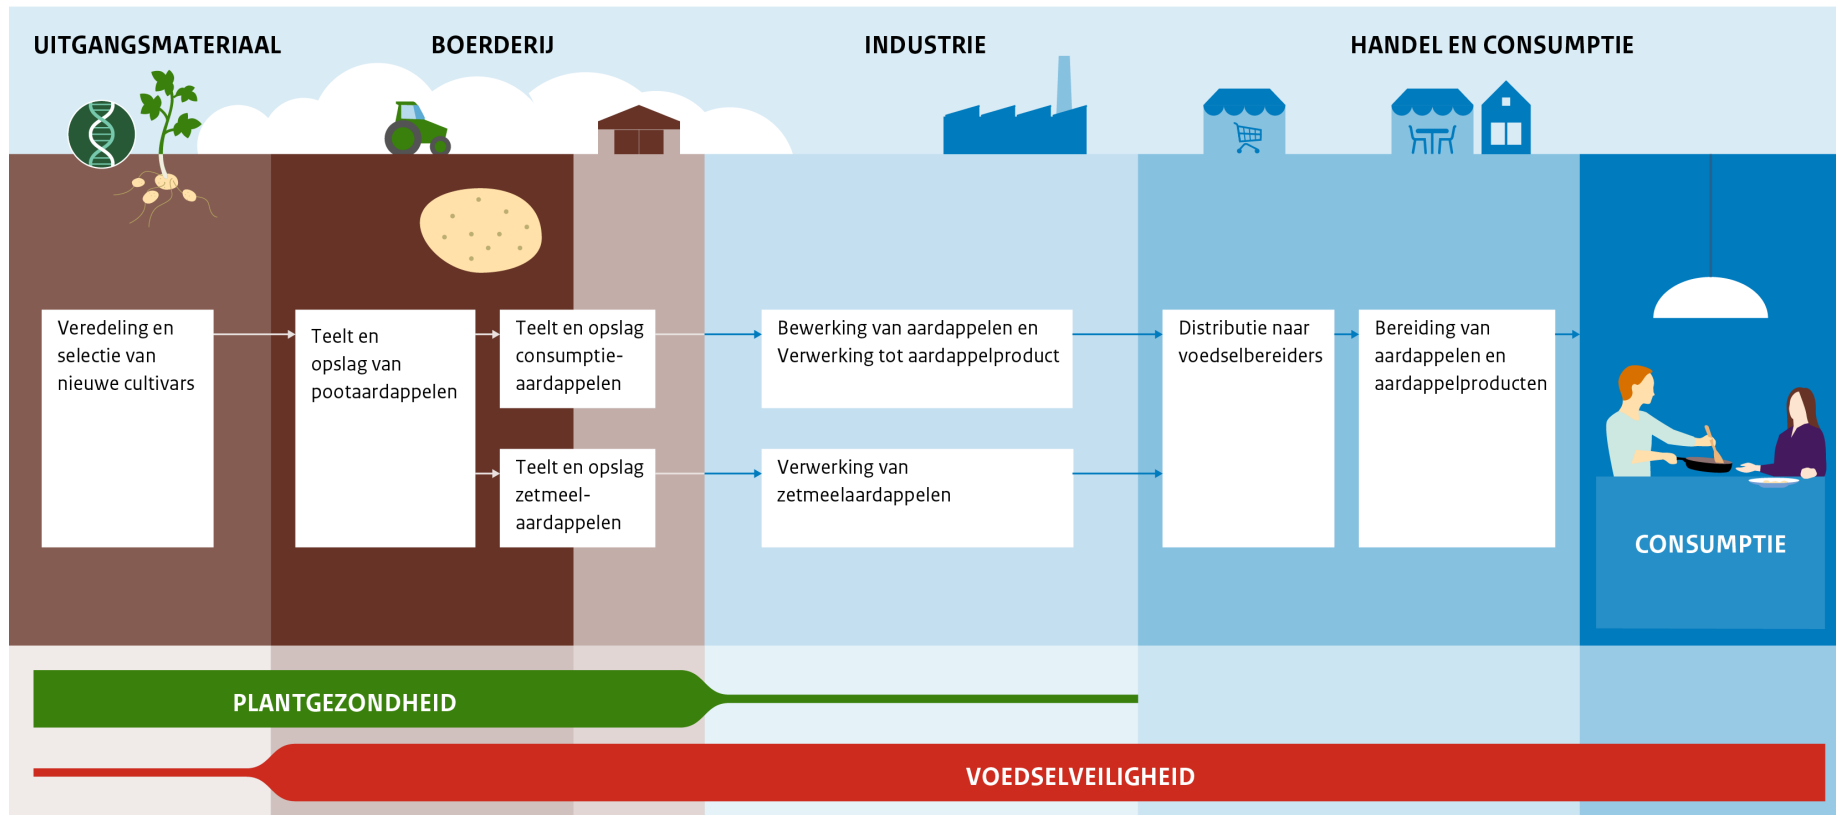 UITGANGSMATERIAAL
BOERDERIJ
INDUSTRIE
HANDEL EN CONSUMPTIE
Veredeling en
selectie van
nieuwe cultivars
Teelt en
opslag van
pootaardappelen
Teelt en opslag
consumptie-
aardappelen
Teelt en opslag
zetmeel-
aardappelen
Bewerking van aardappelen en
Verwerking tot aardappelproduct
Verwerking van
zetmeelaardappelen
Distributie naar
voedselbereiders
Bereiding van
aardappelen en
aardappelproducten
CONSUMPTIE
PLANTGEZONDHEID
VOEDSELVEILIGHEID